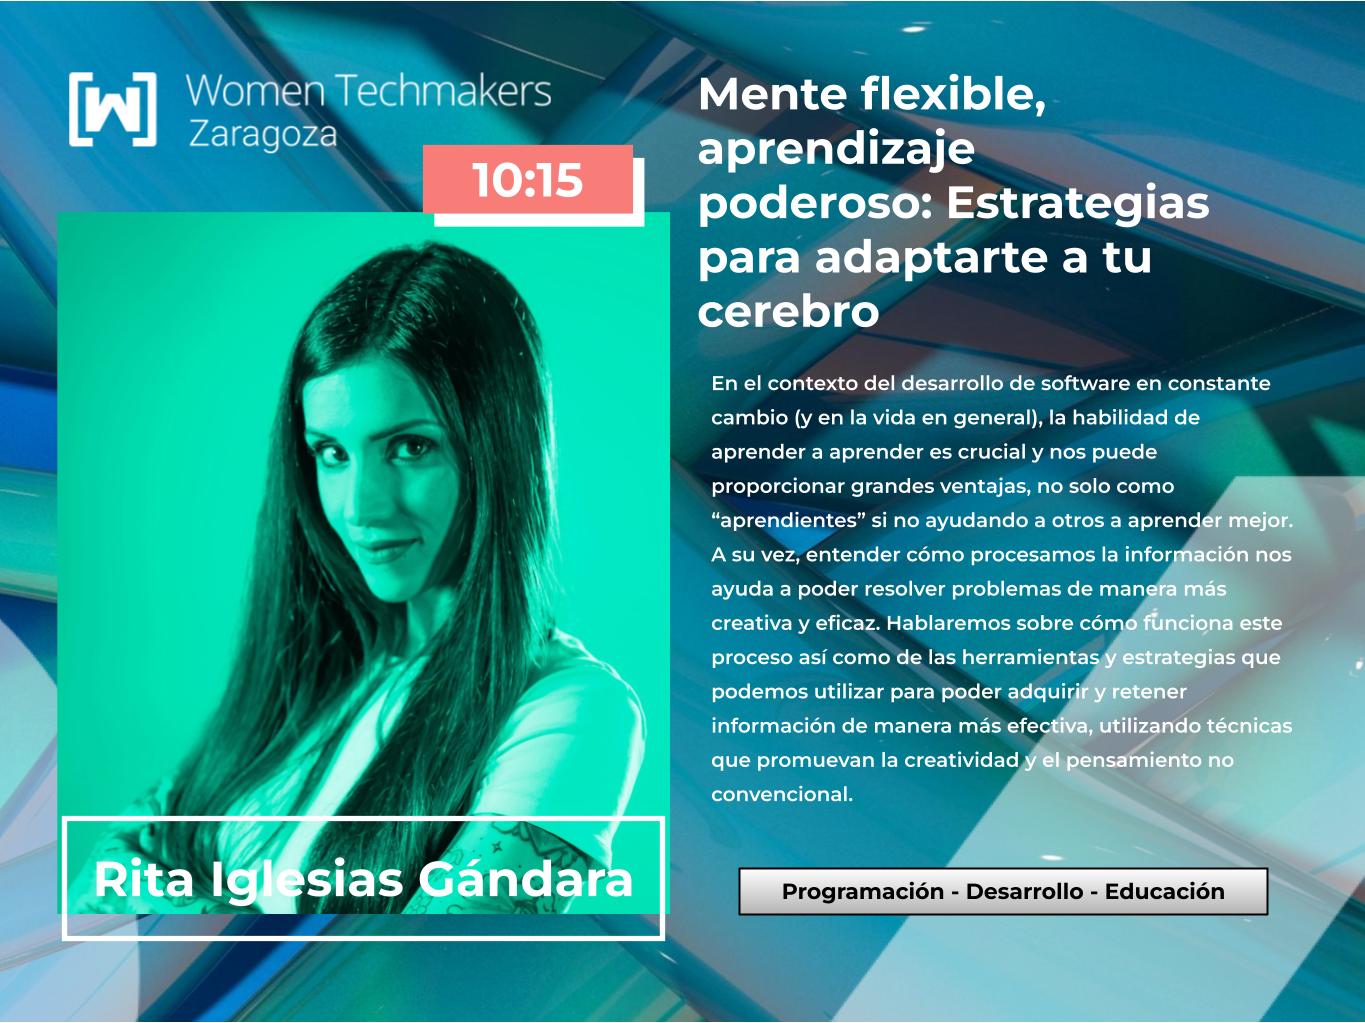 Women Techmakers
Zaragoza
10:15
Rita Iglesias Gándara
Mente flexible,
aprendizaje
poderoso: Estrategias
para adaptarte a tu
cerebro
En el contexto del desarrollo de software en constante
cambio (y en la vida en general), la habilidad de
aprender a aprender es crucial y nos puede
proporcionar grandes ventajas, no solo como
“aprendientes” si no ayudando a otros a aprender mejor.
A su vez, entender cómo procesamos la información nos
ayuda a poder resolver problemas de manera más
creativa y eficaz. Hablaremos sobre cómo funciona este
proceso así como de las herramientas y estrategias que
podemos utilizar para poder adquirir y retener
información de manera más efectiva, utilizando técnicas
que promuevan la creatividad y el pensamiento no
convencional.
Programación - Desarrollo - Educación